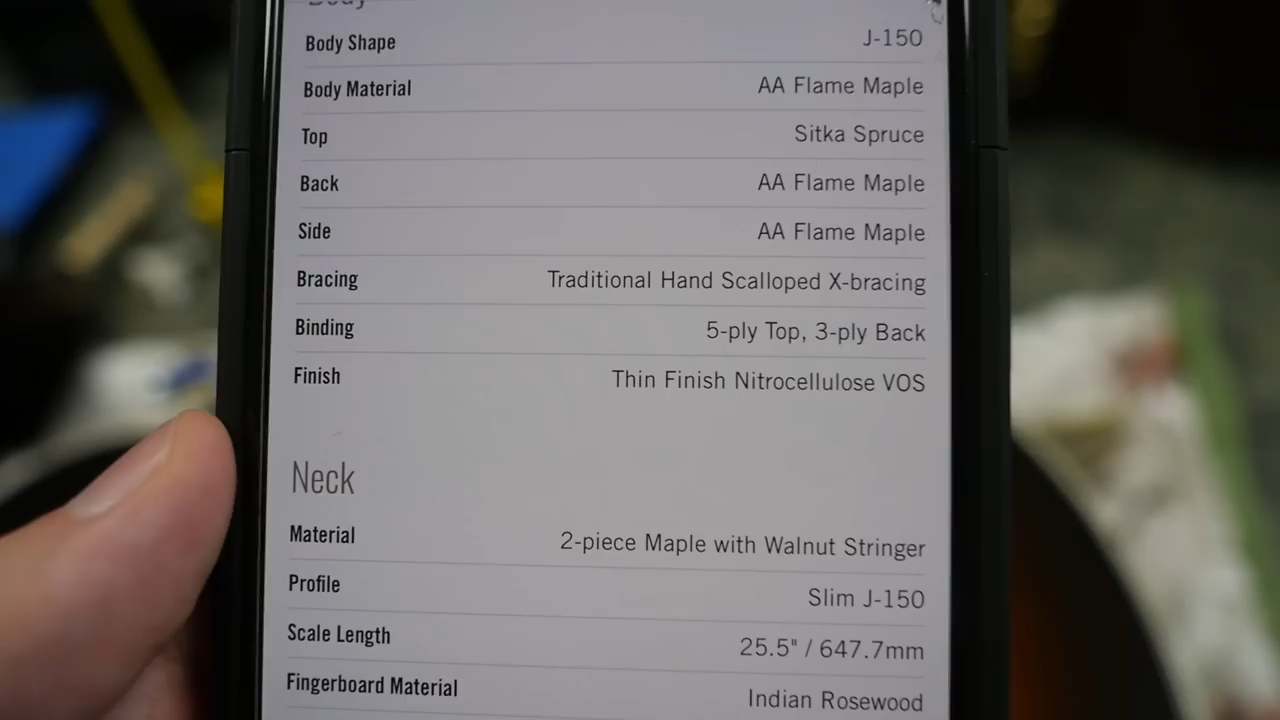 Body
Body Shape J-150
Body Material AA Flame Maple
Top Sitka Spruce
Back AA Flame Maple
Side AA Flame Maple
Bracing Traditional Hand Scalloped X-bracing
Binding 5-ply Top, 3-ply Back
Finish Thin Finish Nitrocellulose VOS
Neck
Material 2-piece Maple with Walnut Stringer
Profile Slim J-150
Scale Length 25.5" / 647.7mm
Fingerboard Material Indian Rosewood